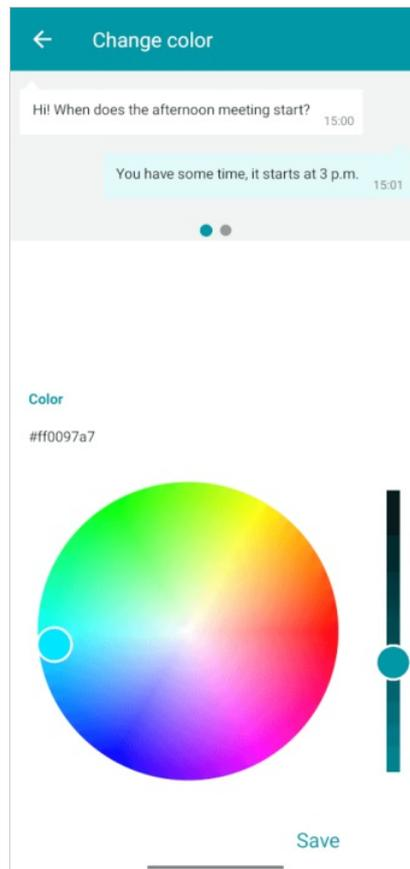 Change color
Hi! When does the afternoon meeting start?
15:00
You have some time, it starts at 3 p.m.
15:01
Color
#ff0097a7
Save